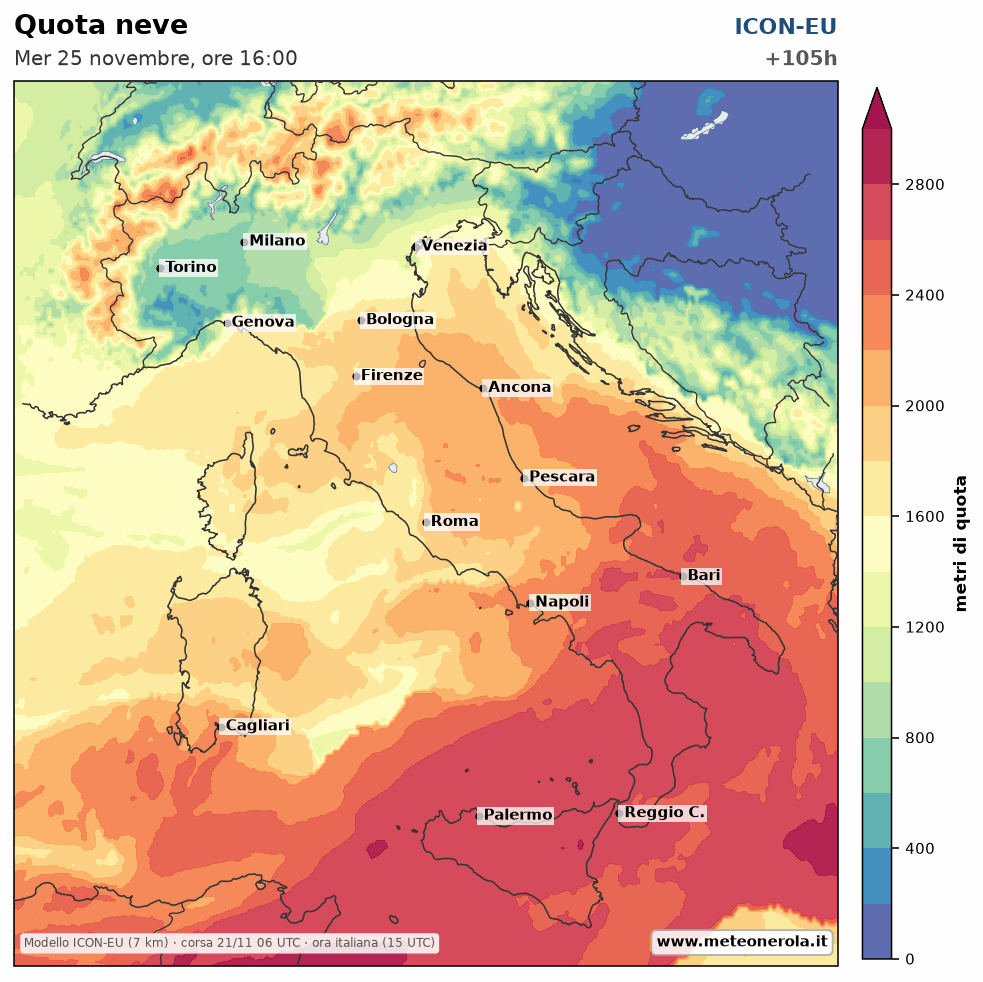 Quota neve
ICON-EU
Mer 25 novembre, ore 16:00
+105h
Milano
Venezia
Torino
Genova
Bologna
Firenze
Ancona
Pescara
Roma
Bari
Napoli
Cagliari
Palermo
Reggio C.
2800
2400
2000
1600
1200
800
400
0
metri di quota
Modello ICON-EU (7 km) · corsa 21/11 06 UTC · ora italiana (15 UTC)
www.meteonerola.it